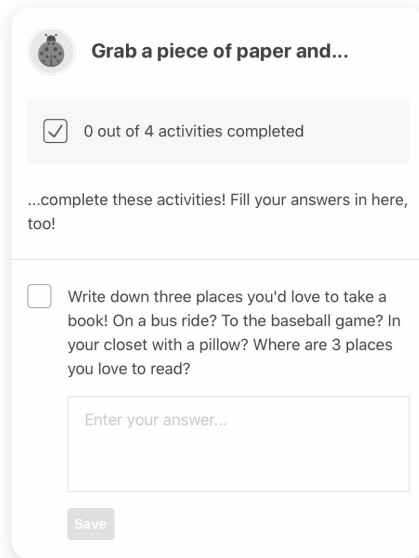 Grab a piece of paper and...
0 out of 4 activities completed
...complete these activities! Fill your answers in here,
too!
Write down three places you'd love to take a
book! On a bus ride? To the baseball game? In
your closet with a pillow? Where are 3 places
you love to read?
Enter your answer...
Save